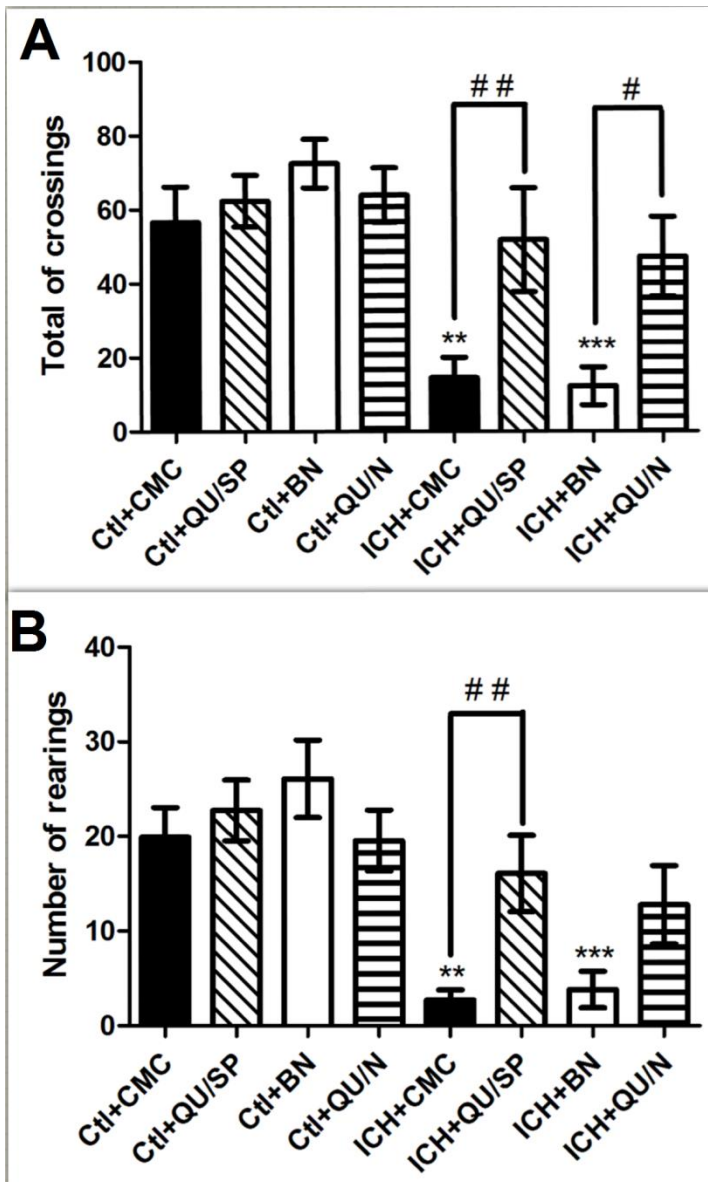 A
Total of crossings
100
80
60
40
20
0
# #
#
**
***
Ctl+CMC
Ctl+QU/SP
Ctl+BN
Ctl+QU/N
ICH+CMC
ICH+QU/SP
ICH+BN
ICH+QU/N
B
Number of rearings
40
30
20
10
0
# #
**
***
Ctl+CMC
Ctl+QU/SP
Ctl+BN
Ctl+QU/N
ICH+CMC
ICH+QU/SP
ICH+BN
ICH+QU/N